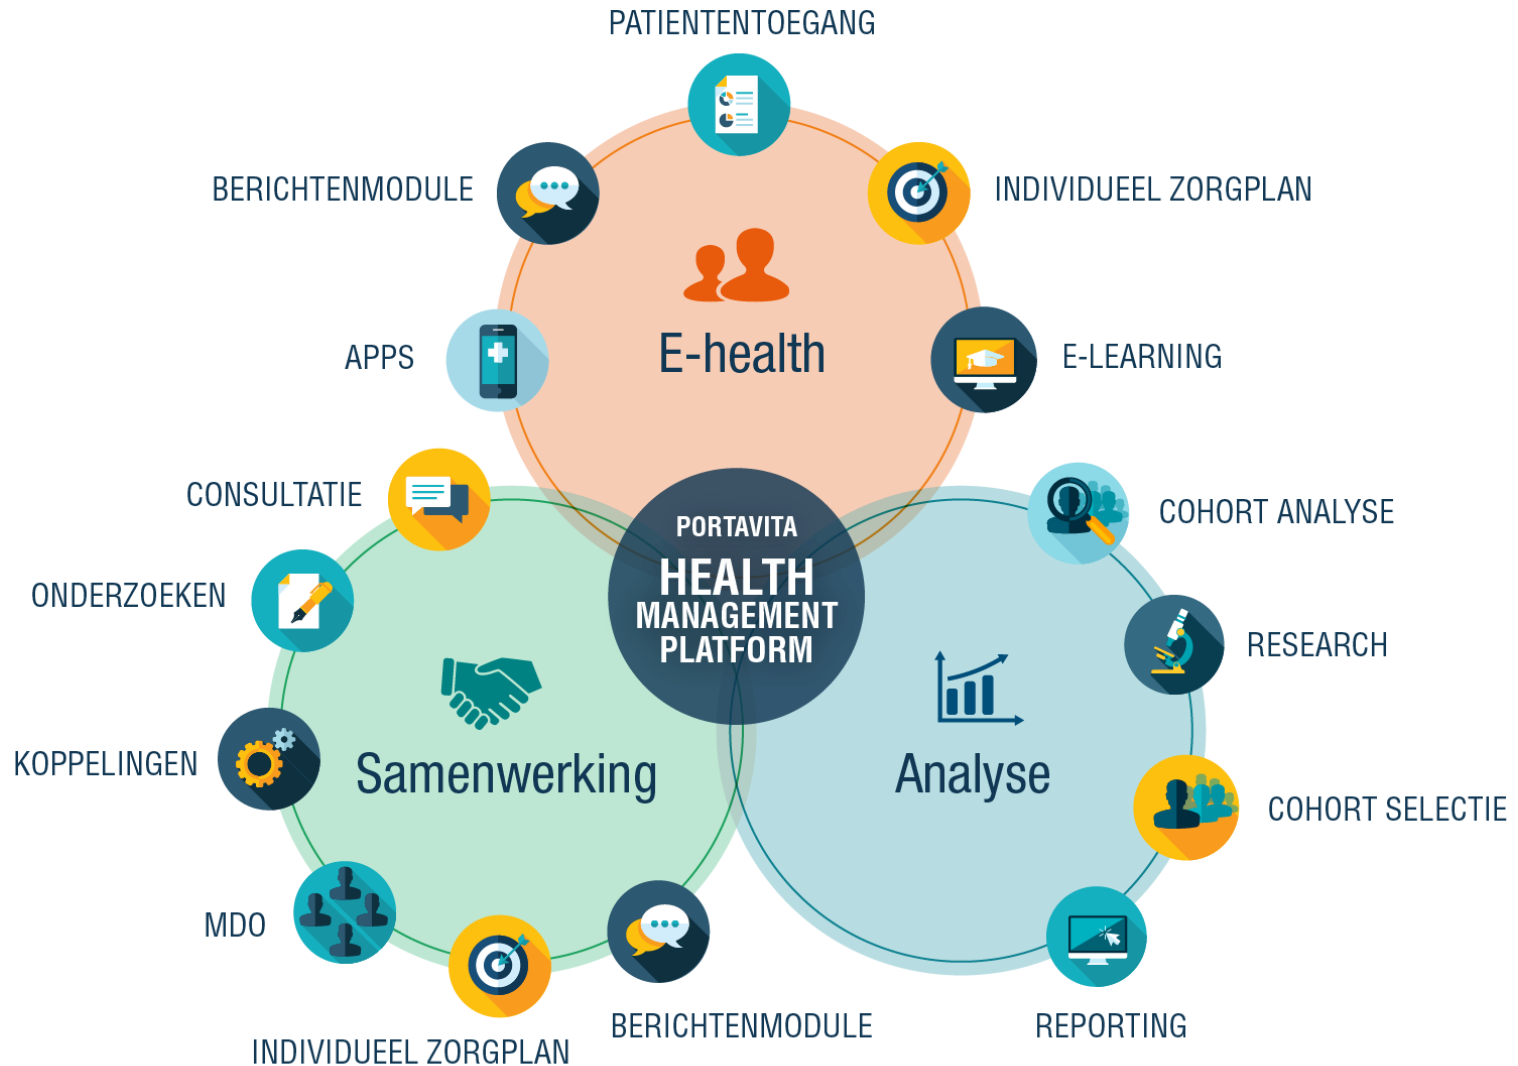 PATIENTENTOEGANG
BERICHTENMODULE
INDIVIDUEEL ZORGPLAN
APPS
E-health
E-LEARNING
CONSULTATIE
COHORT ANALYSE
PORTAVITA
HEALTH
MANAGEMENT
PLATFORM
ONDERZOEKEN
RESEARCH
KOPPELINGEN
Samenwerking
Analyse
COHORT SELECTIE
MDO
INDIVIDUEEL ZORGPLAN
BERICHTENMODULE
REPORTING